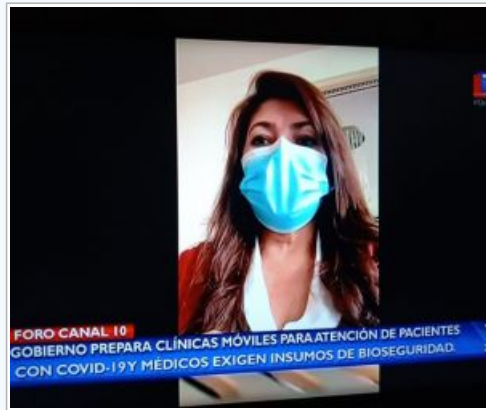 FORO CANAL 10
GOBIERNO PREPARA CLÍNICAS MÓVILES PARA ATENCIÓN DE PACIENTES
CON COVID-19 Y MÉDICOS EXIGEN INSUMOS DE BIOSEGURIDAD.